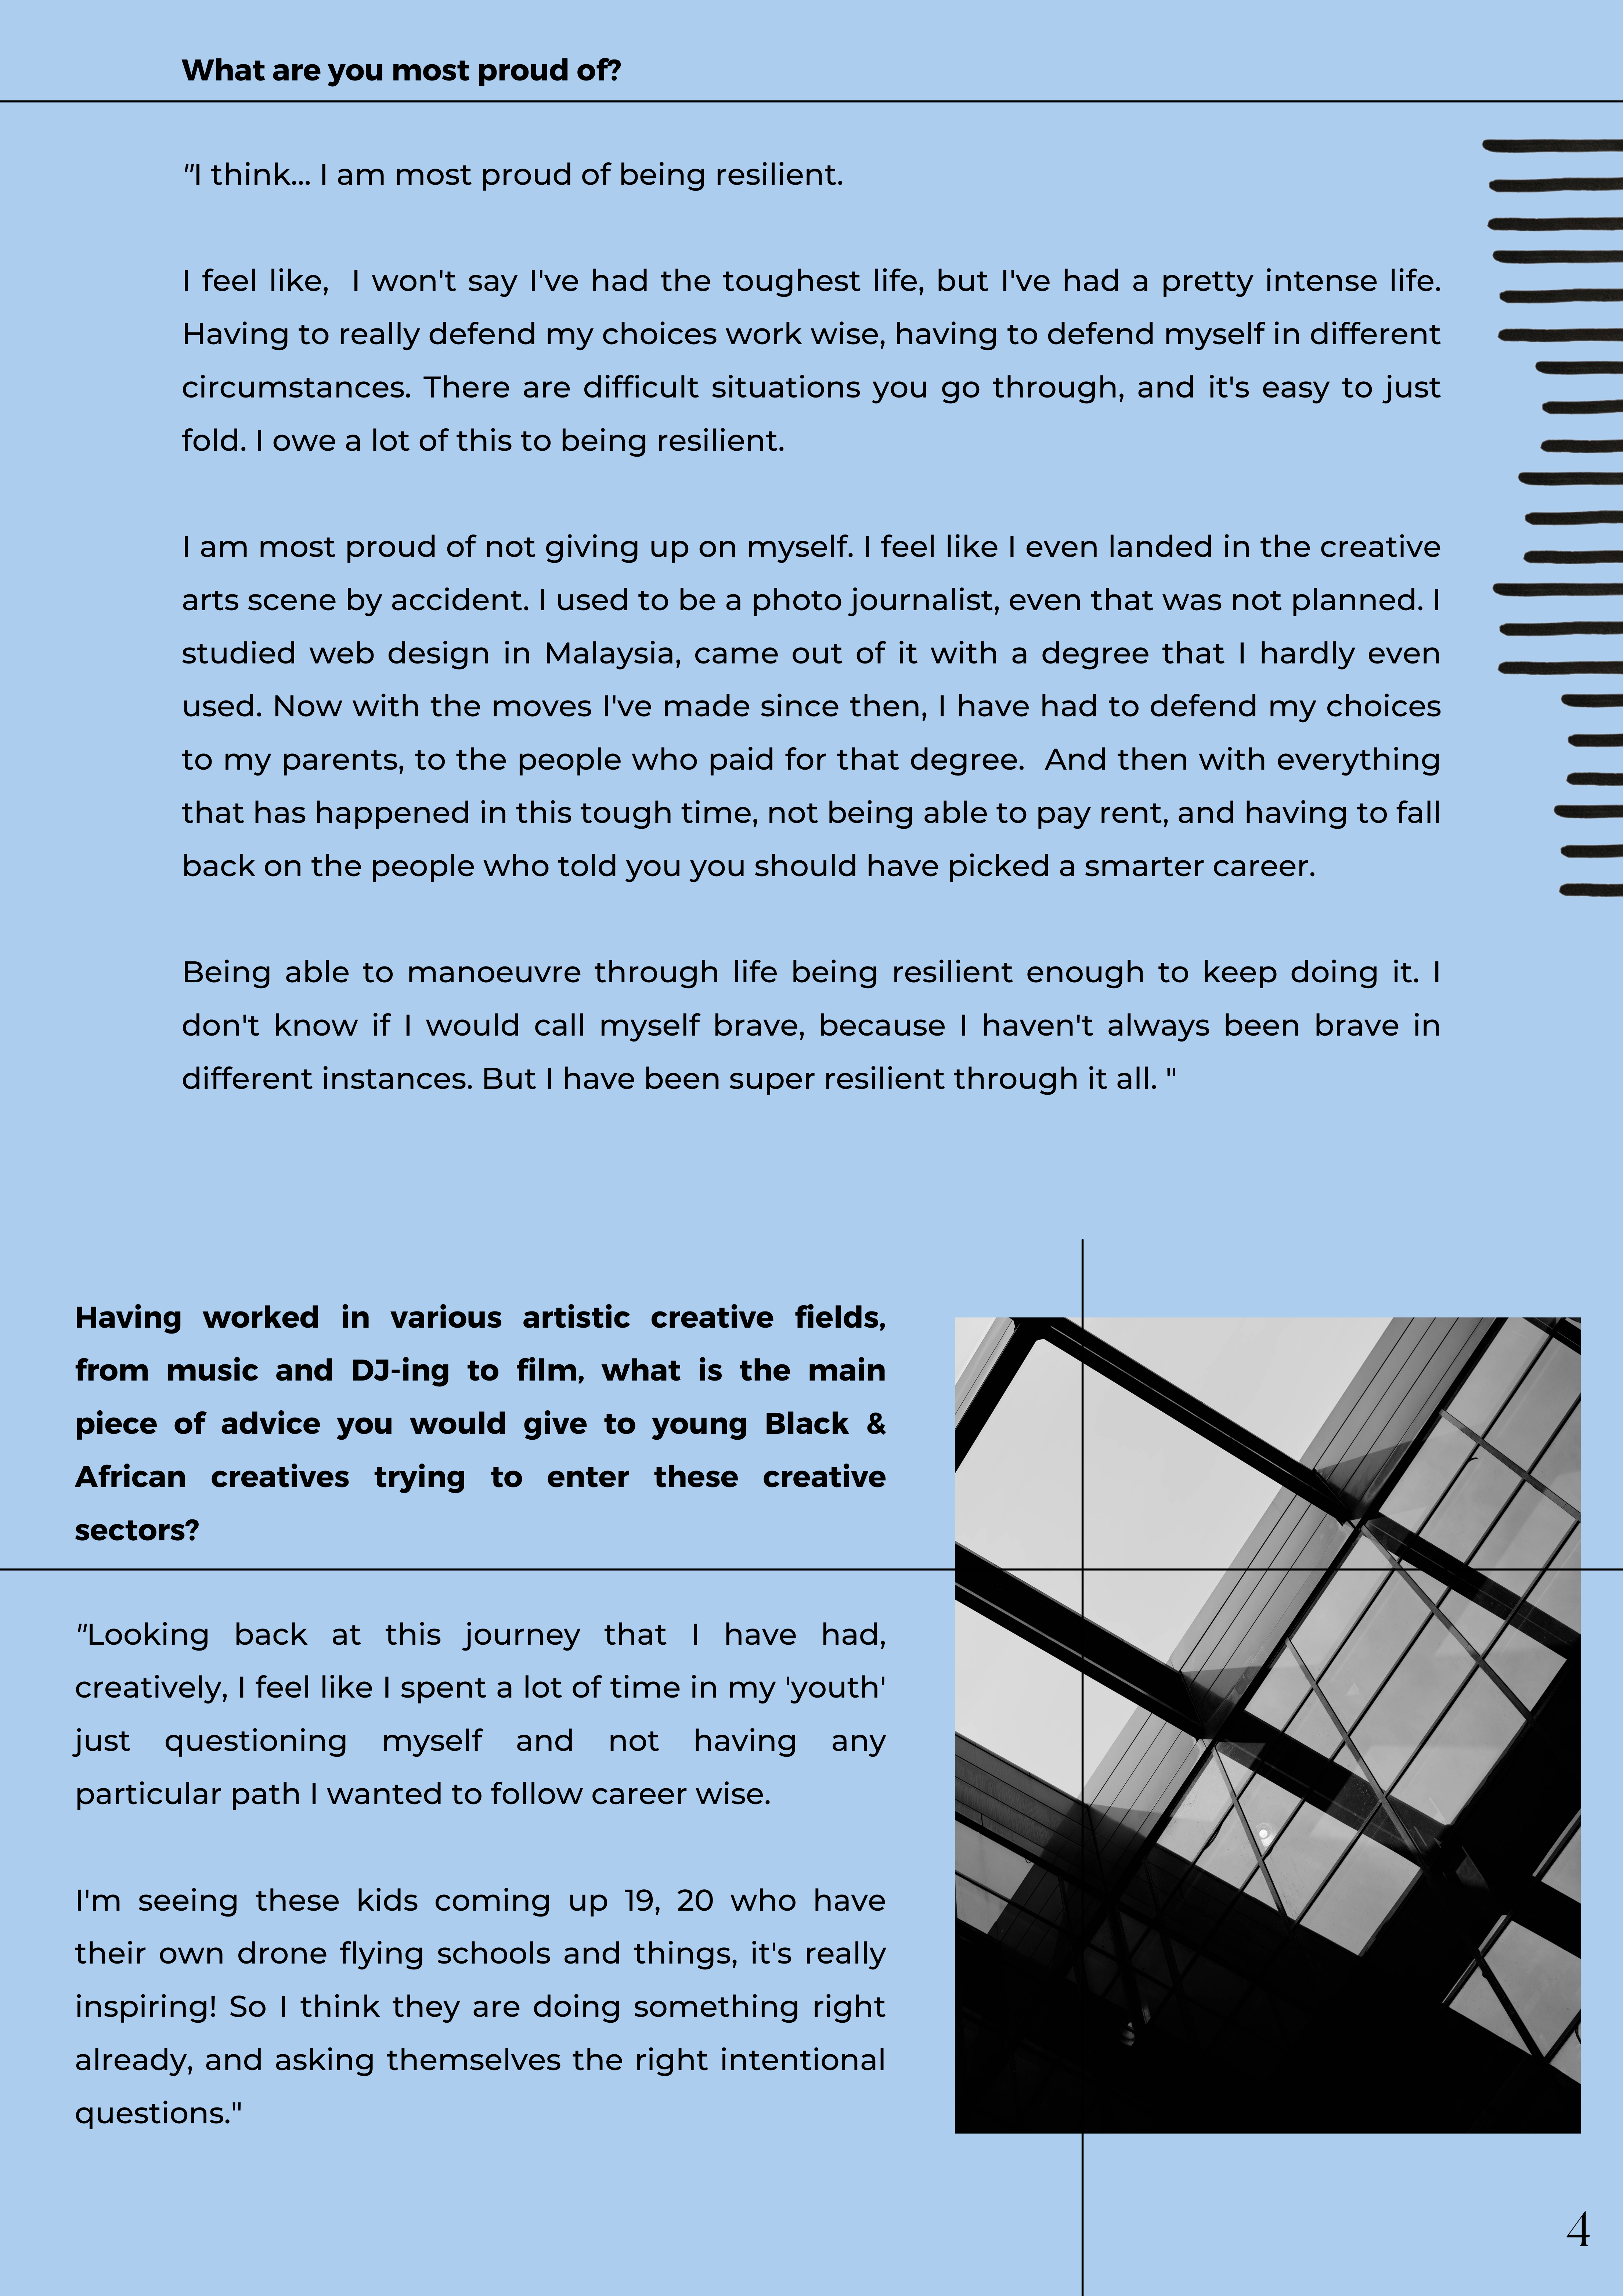 What are you most proud of?
"I think... I am most proud of being resilient.
I feel like,  I won't say I've had the toughest life, but I've had a pretty intense life.
Having to really defend my choices work wise, having to defend myself in different
circumstances. There are difficult situations you go through, and it's easy to just
fold. I owe a lot of this to being resilient.
I am most proud of not giving up on myself. I feel like I even landed in the creative
arts scene by accident. I used to be a photo journalist, even that was not planned. I
studied web design in Malaysia, came out of it with a degree that I hardly even
used. Now with the moves I've made since then, I have had to defend my choices
to my parents, to the people who paid for that degree.  And then with everything
that has happened in this tough time, not being able to pay rent, and having to fall
back on the people who told you you should have picked a smarter career.
Being able to manoeuvre through life being resilient enough to keep doing it. I
don't know if I would call myself brave, because I haven't always been brave in
different instances. But I have been super resilient through it all. "
Having worked in various artistic creative fields,
from music and DJ-ing to film, what is the main
piece of advice you would give to young Black &
African creatives trying to enter these creative
sectors?
"Looking back at this journey that I have had,
creatively, I feel like I spent a lot of time in my 'youth'
just questioning myself and not having any
particular path I wanted to follow career wise.
I'm seeing these kids coming up 19, 20 who have
their own drone flying schools and things, it's really
inspiring! So I think they are doing something right
already, and asking themselves the right intentional
questions."
4